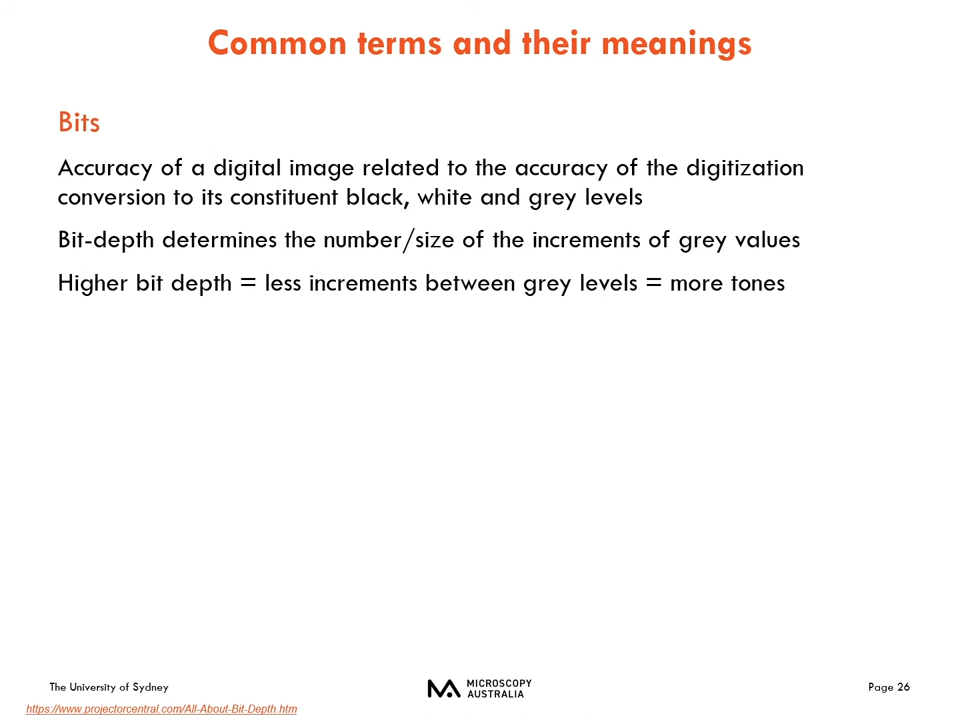 Common terms and their meanings
Bits
Accuracy of a digital image related to the accuracy of the digitization
conversion to its constituent black, white and grey levels
Bit-depth determines the number/size of the increments of grey values
Higher bit depth = less increments between grey levels = more tones
The University of Sydney
MICROSCOPY
AUSTRALIA
Page 26
https://www.projectorcentral.com/All-About-Bit-Depth.htm